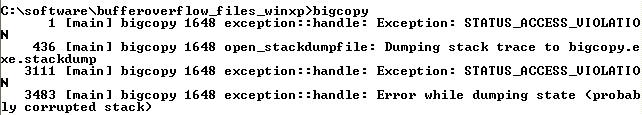 C:\software\bufferoverflow_files_winxp>bigcopy
1 [main] bigcopy 1648 exception::handle: Exception: STATUS_ACCESS_VIOLATIO
N
436 [main] bigcopy 1648 open_stackdumpfile: Dumping stack trace to bigcopy.e
xe.stackdump
3111 [main] bigcopy 1648 exception::handle: Exception: STATUS_ACCESS_VIOLATIO
N
3483 [main] bigcopy 1648 exception::handle: Error while dumping state (probab
ly corrupted stack)